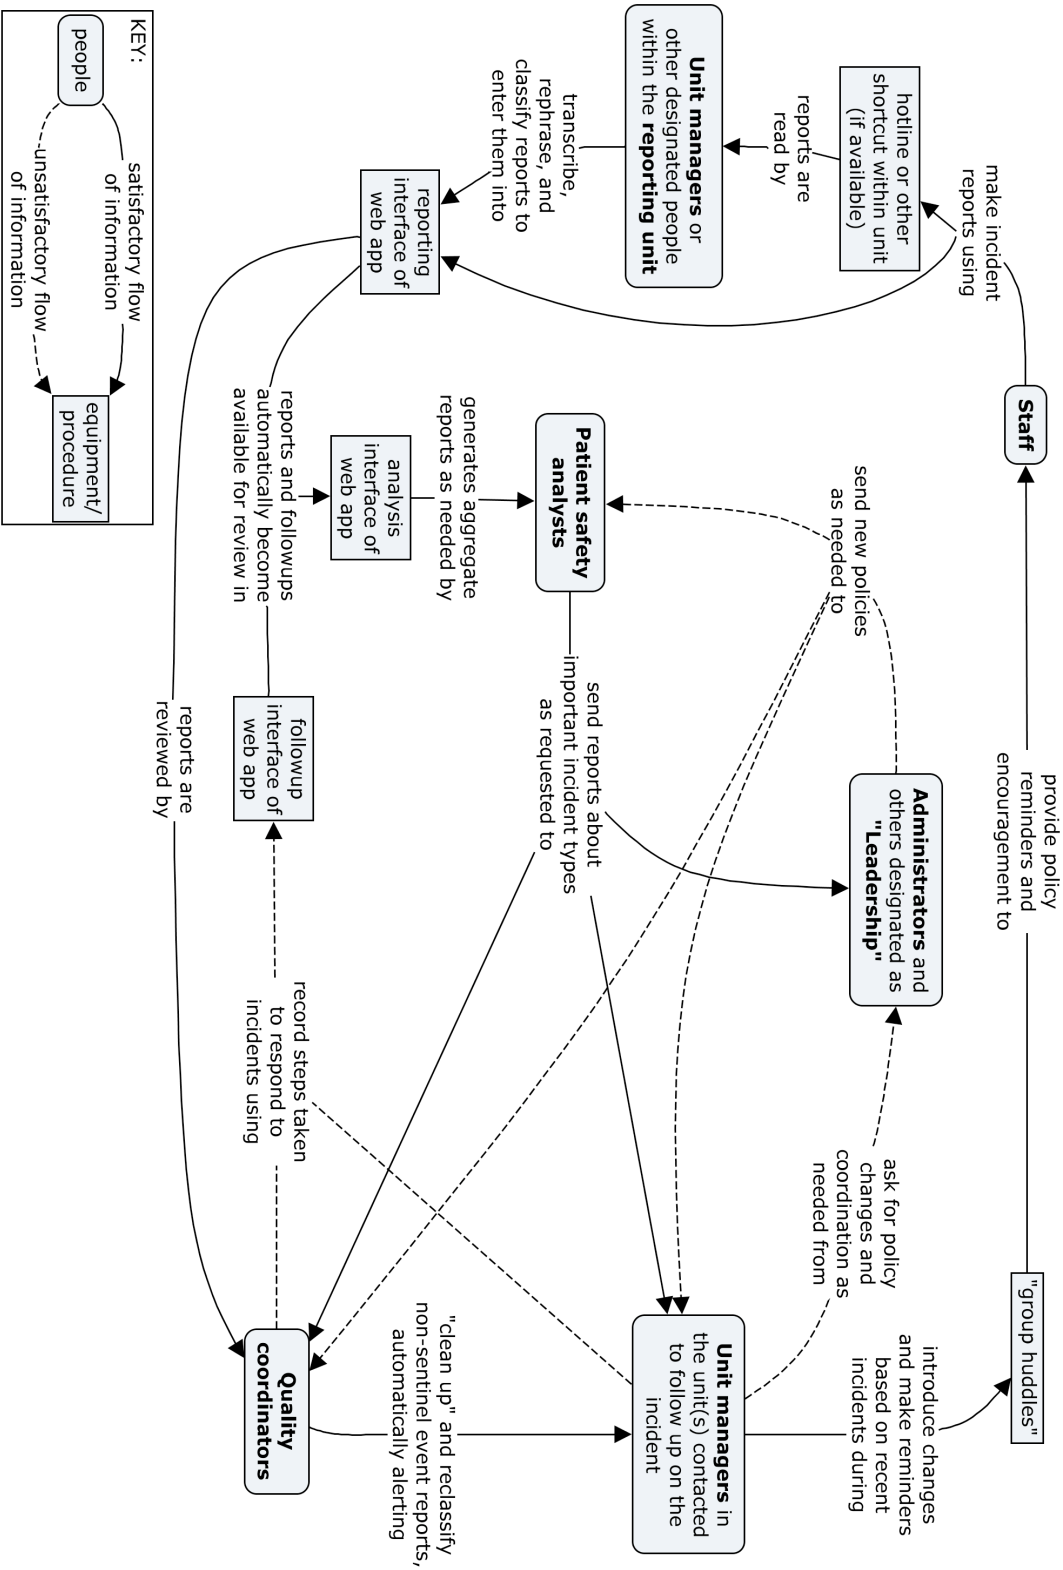 Staff
make incident
reports using
hotline or other
shortcut within unit
(if available)
reports are
read by
Unit managers or
other designated people
within the reporting unit
transcribe,
rephrase, and
classify reports to
enter them into
reporting
interface of
web app
provide policy
reminders and
encouragement to
"group huddles"
introduce changes
and make reminders
based on recent
incidents during
Administrators and
others designated as
"Leadership"
send new policies
as needed to
ask for policy
changes and
coordination as
needed from
Unit managers in
the unit(s) contacted
to follow up on the
incident
Patient safety
analysts
send reports about
important incident types
as requested to
generates aggregate
reports as needed by
analysis
interface of
web app
reports and followups
automatically become
available for review in
followup
interface of
web app
record steps taken
to respond to
incidents using
"clean up" and reclassify
non-sentinel event reports,
automatically alerting
Quality
coordinators
reports are
reviewed by
KEY:
people
satisfactory flow
of information
unsatisfactory flow
of information
equipment/
procedure